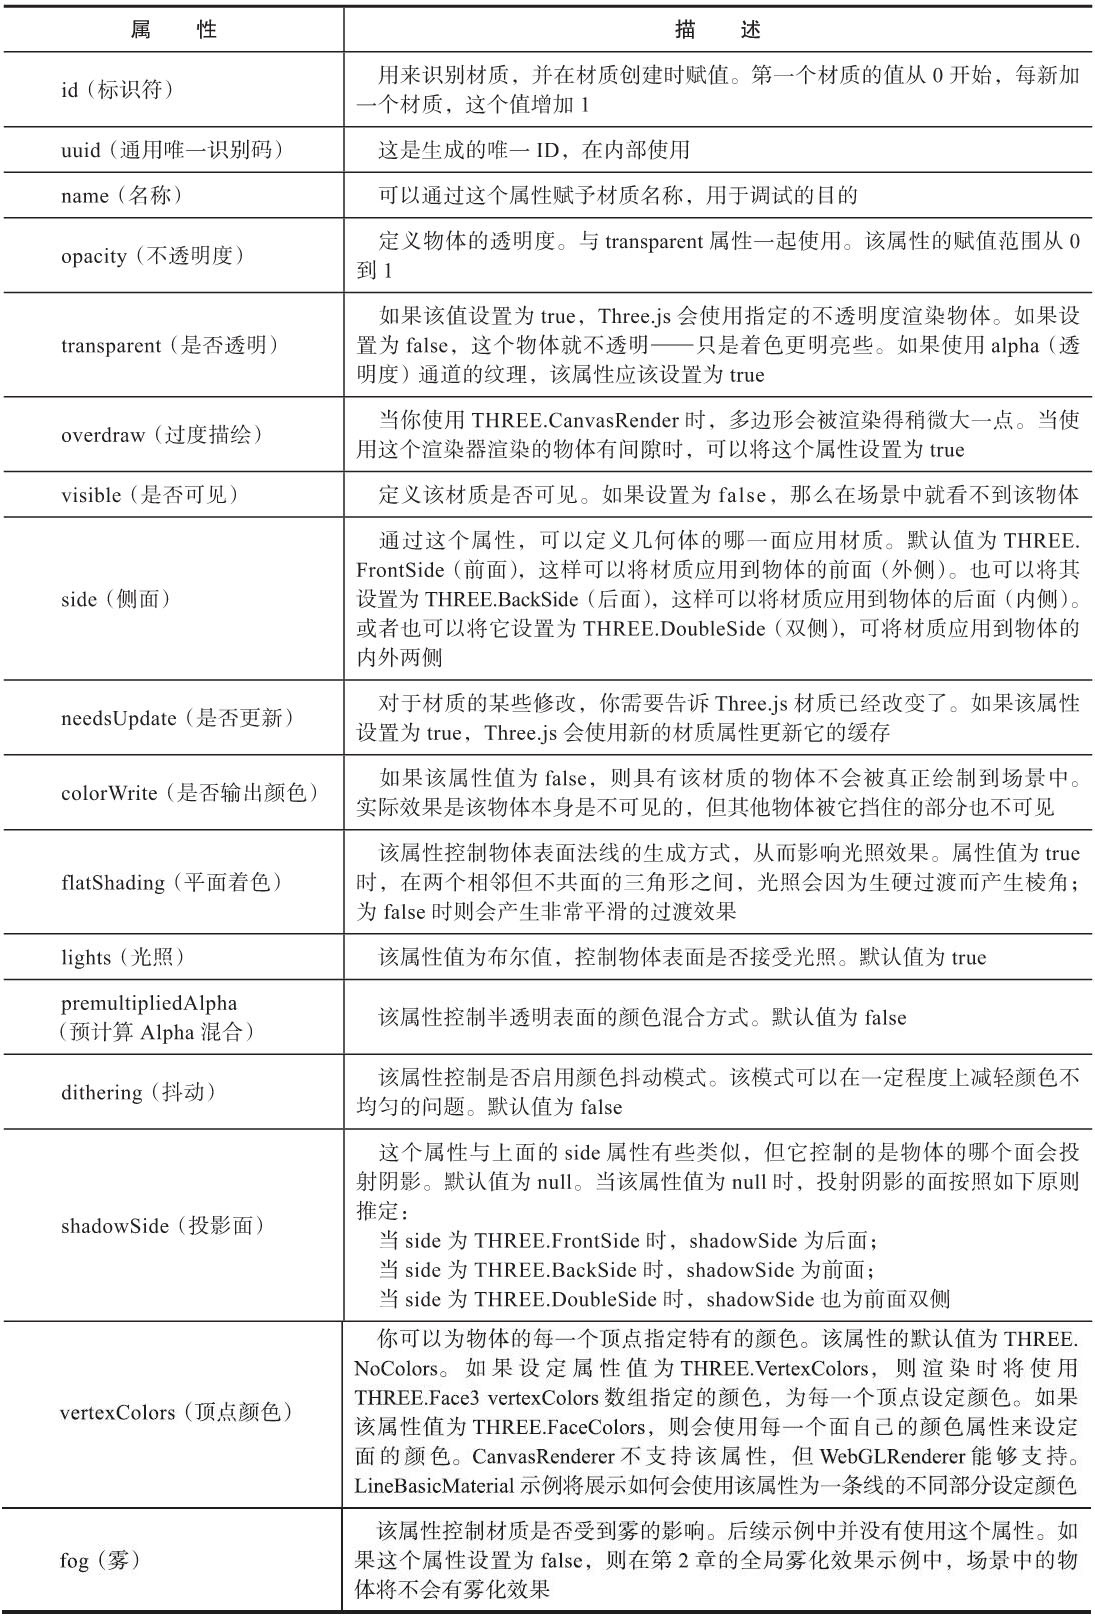 属 性 描 述
id（标识符）
用来识别材质，并在材质创建时赋值。第一个材质的值从 0 开始，每新加
一个材质，这个值增加 1
uuid（通用唯一识别码）
这是生成的唯一 ID，在内部使用
name（名称）
可以通过这个属性赋予材质名称，用于调试的目的
opacity（不透明度）
定义物体的透明度。与 transparent 属性一起使用。该属性的赋值范围从 0
到 1
transparent（是否透明）
如果该值设置为 true，Three.js 会使用指定的不透明度渲染物体。如果设
置为 false，这个物体就不透明——只是着色更明亮些。如果使用 alpha（透
明度）通道的纹理，该属性应该设置为 true
overdraw（过度描绘）
当你使用 THREE.CanvasRender 时，多边形会被渲染得稍微大一点。当使
用这个渲染器渲染的物体有间隙时，可以将这个属性设置为 true
visible（是否可见）
定义该材质是否可见。如果设置为 false，那么在场景中就看不到该物体
side（侧面）
通过这个属性，可以定义几何体的哪一面应用材质。默认值为 THREE.
FrontSide（前面），这样可以将材质应用到物体的前面（外侧）。也可以将其
设置为 THREE.BackSide（后面），这样可以将材质应用到物体的后面（内侧）。
或者也可以将它设置为 THREE.DoubleSide（双侧），可将材质应用到物体的
内外两侧
needsUpdate（是否更新）
对于材质的某些修改，你需要告诉 Three.js 材质已经改变了。如果该属性
设置为 true，Three.js 会使用新的材质属性更新它的缓存
colorWrite（是否输出颜色）
如果该属性值为 false，则具有该材质的物体不会被真正绘制到场景中。
实际效果是该物体本身是不可见的，但其他物体被它挡住的部分也不可见
flatShading（平面着色）
该属性控制物体表面法线的生成方式，从而影响光照效果。属性值为 true
时，在两个相邻但不共面的三角形之间，光照会因为生硬过渡而产生棱角；
为 false 时则会产生非常平滑的过渡效果
lights（光照）
该属性值为布尔值，控制物体表面是否接受光照。默认值为 true
premultipliedAlpha
（预计算 Alpha 混合）
该属性控制半透明表面的颜色混合方式。默认值为 false
dithering（抖动）
该属性控制是否启用颜色抖动模式。该模式可以在一定程度上减轻颜色不
均匀的问题。默认值为 false
shadowSide（投影面）
这个属性与上面的 side 属性有些类似，但它控制的是物体的哪个面会投
射阴影。默认值为 null。当该属性值为 null 时，投射阴影的面按照如下原则
推定：
当 side 为 THREE.FrontSide 时，shadowSide 为后面；
当 side 为 THREE.BackSide 时，shadowSide 为前面；
当 side 为 THREE.DoubleSide 时，shadowSide 也为前面双侧
vertexColors（顶点颜色）
你可以为物体的每一个顶点指定特有的颜色。该属性的默认值为 THREE.
NoColors。如果设定属性值为 THREE.VertexColors，则渲染时将使用
THREE.Face3 vertexColors 数组指定的颜色，为每一个顶点设定颜色。如果
该属性值为 THREE.FaceColors，则会使用每一个面自己的颜色属性来设定
面的颜色。CanvasRenderer 不支持该属性，但 WebGLRenderer 能够支持。
LineBasicMaterial 示例将展示如何会使用该属性为一条线的不同部分设定颜色
fog（雾）
该属性控制材质是否受到雾的影响。后续示例中并没有使用这个属性。如
果这个属性设置为 false，则在第 2 章的全局雾化效果示例中，场景中的物
体将不会有雾化效果